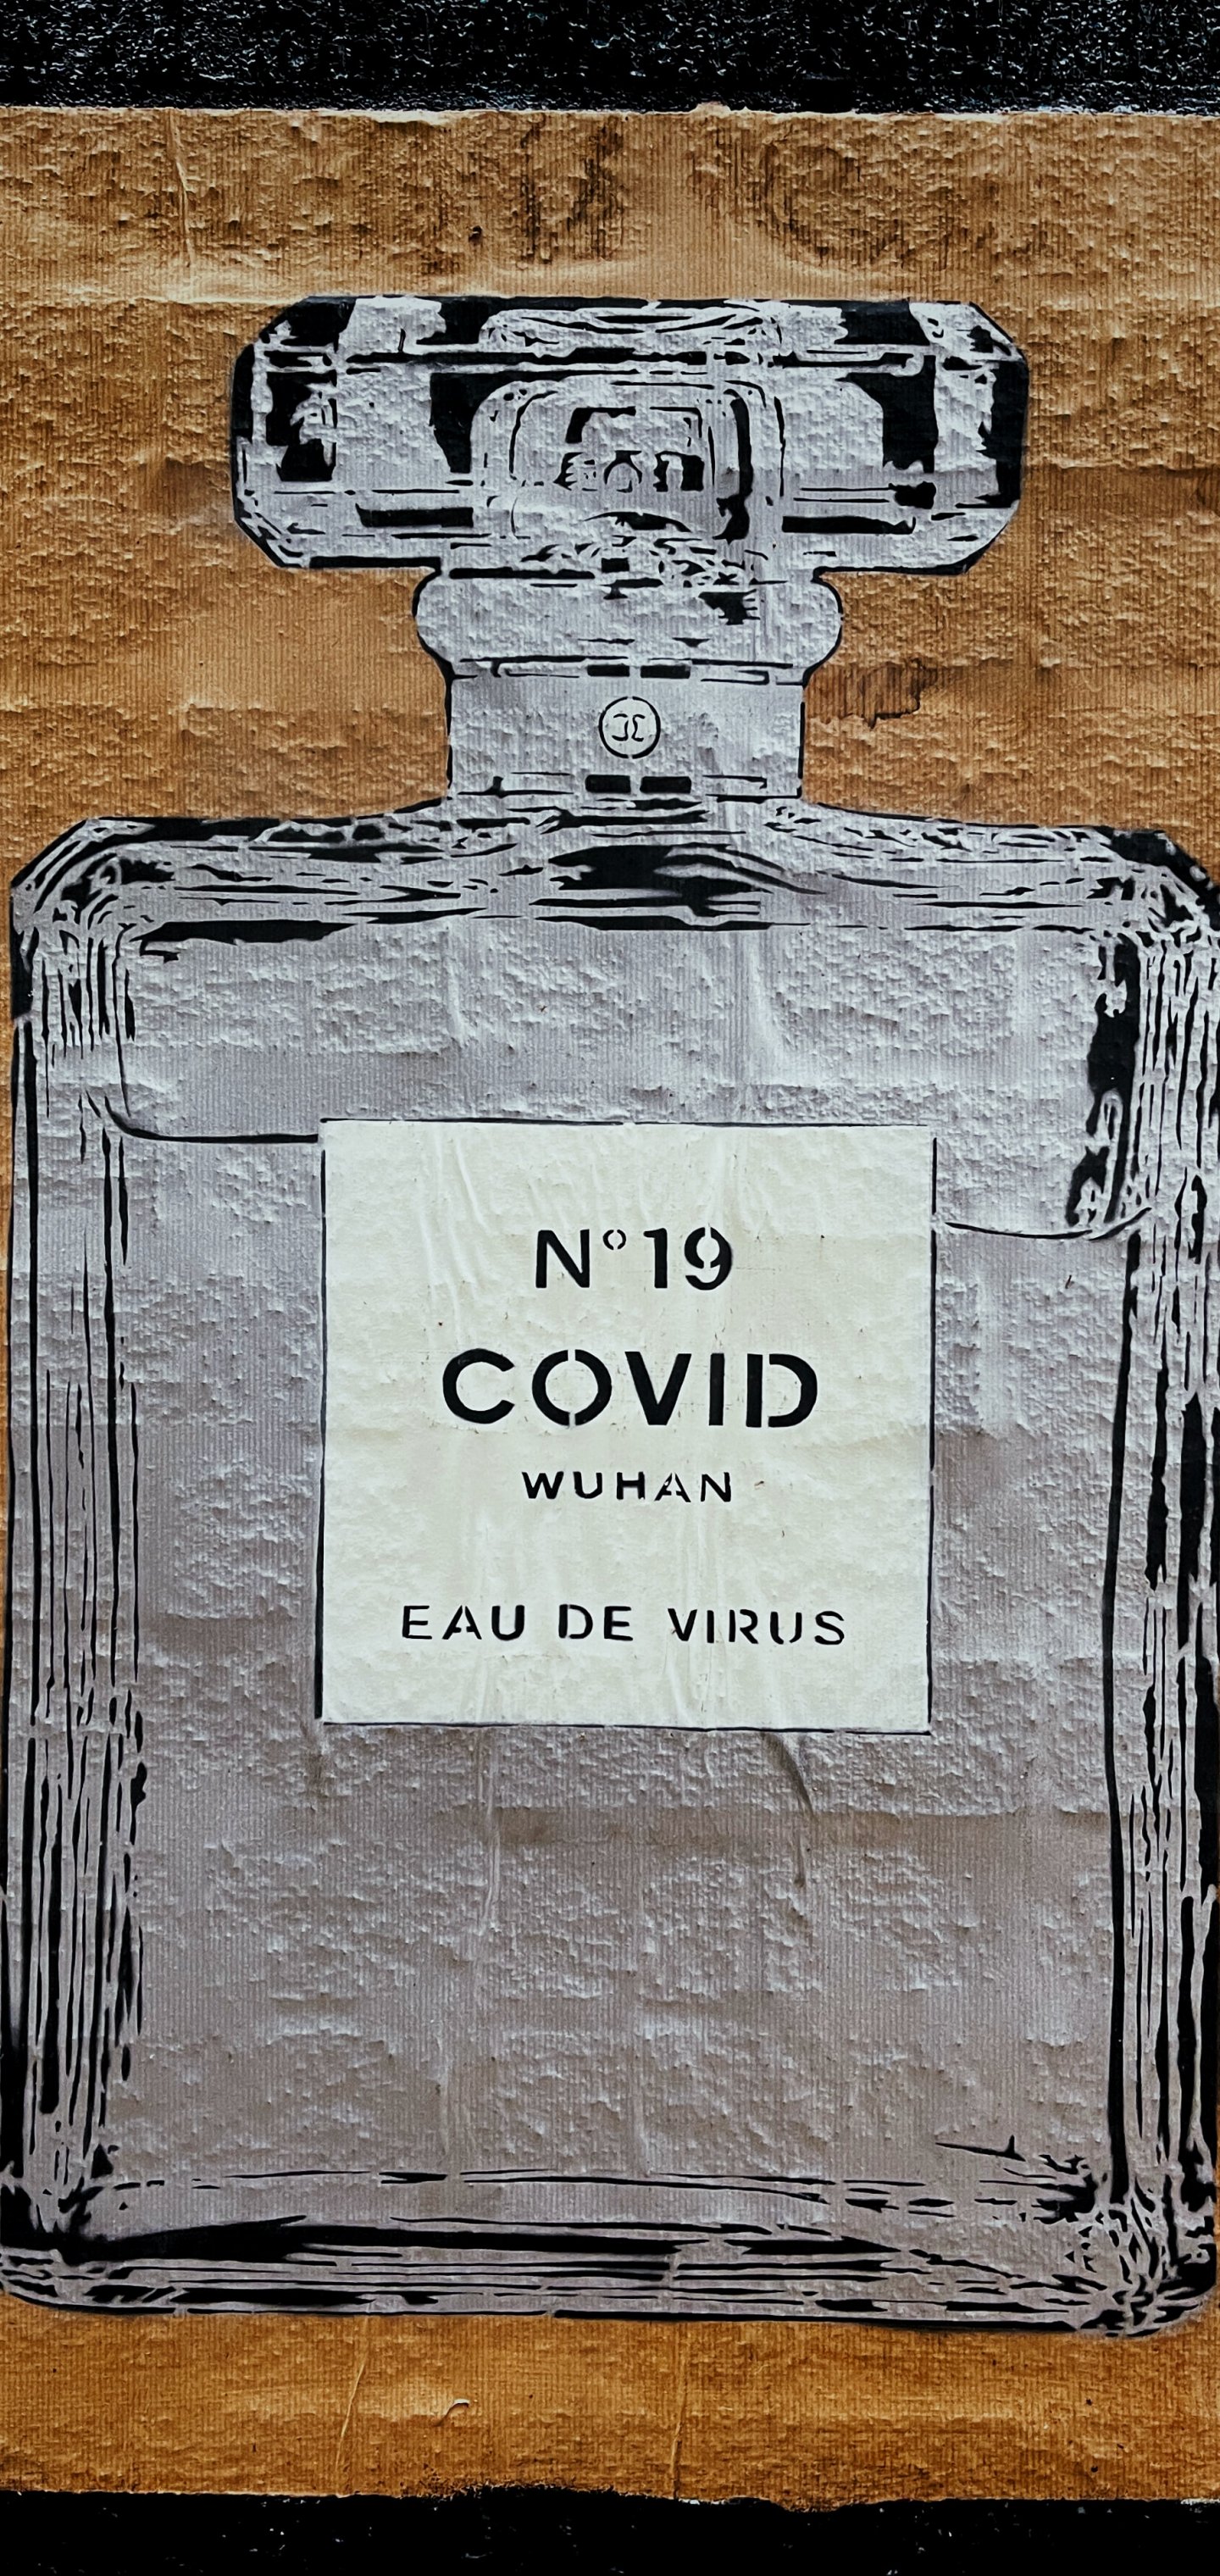 N° 19
COVID
WUHAN
EAU DE VIRUS